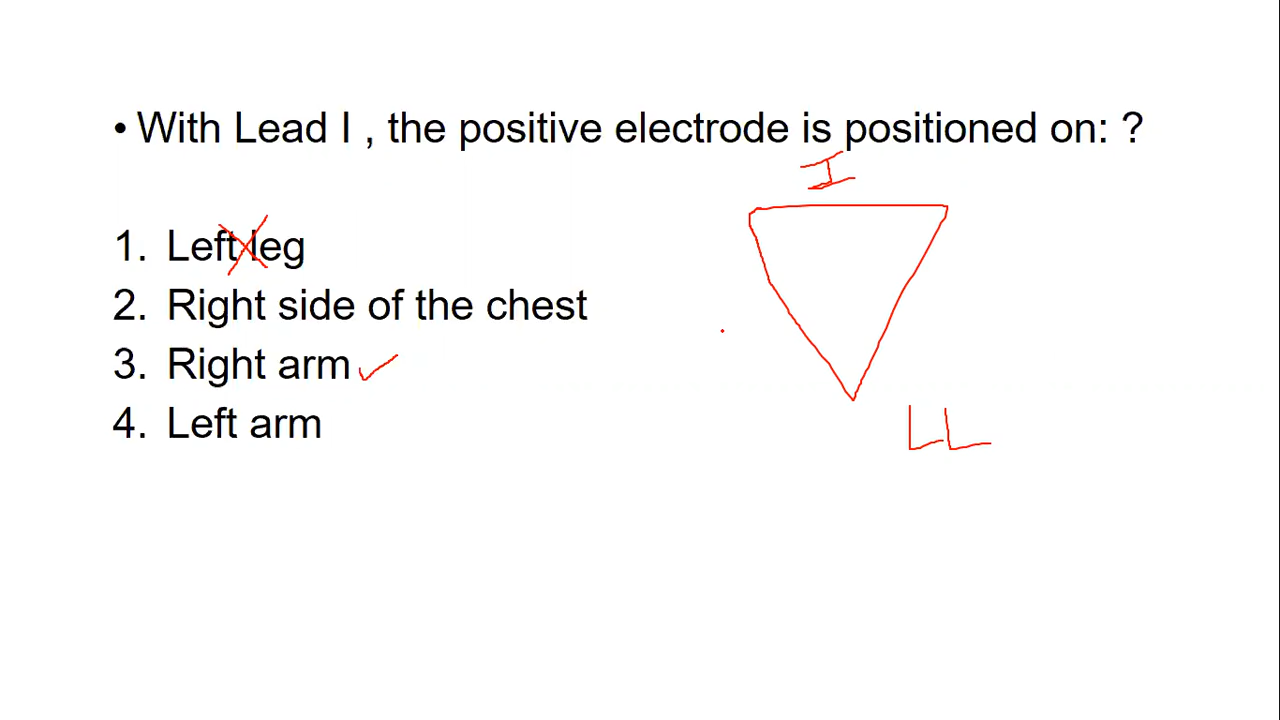 • With Lead I , the positive electrode is positioned on: ?
I
1. Left leg
2. Right side of the chest
3. Right arm
4. Left arm
LL